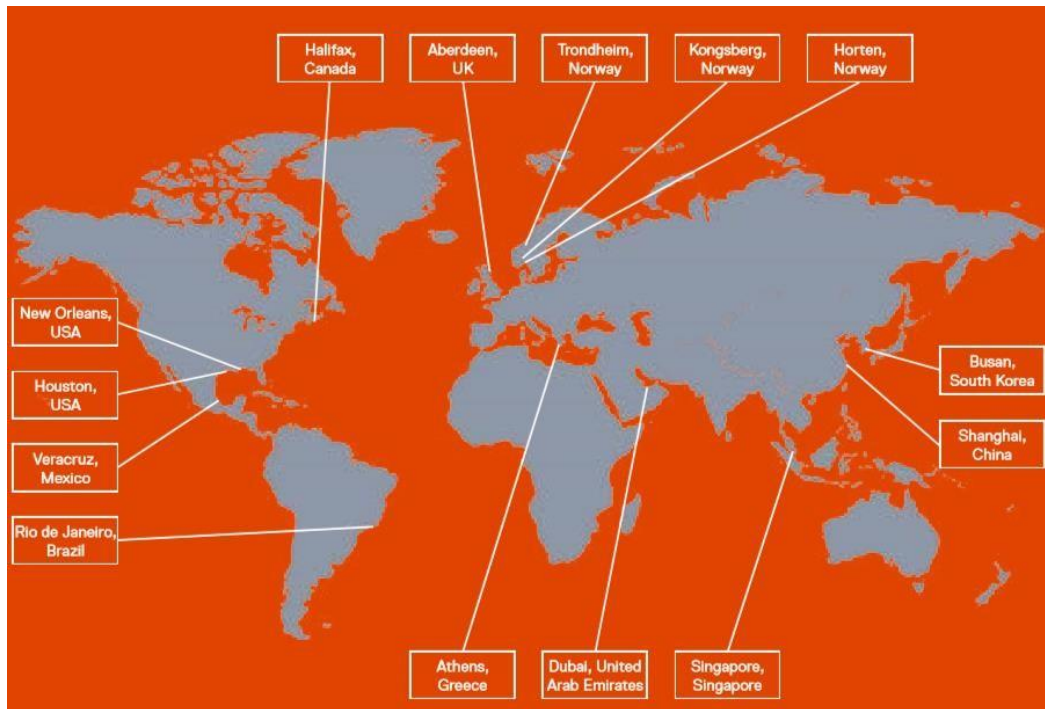 Halifax,
Canada
Aberdeen,
UK
Trondheim,
Norway
Kongsberg,
Norway
Horten,
Norway
New Orleans,
USA
Houston,
USA
Veracruz,
Mexico
Rio de Janeiro,
Brazil
Busan,
South Korea
Shanghai,
China
Athens,
Greece
Dubai, United
Arab Emirates
Singapore,
Singapore